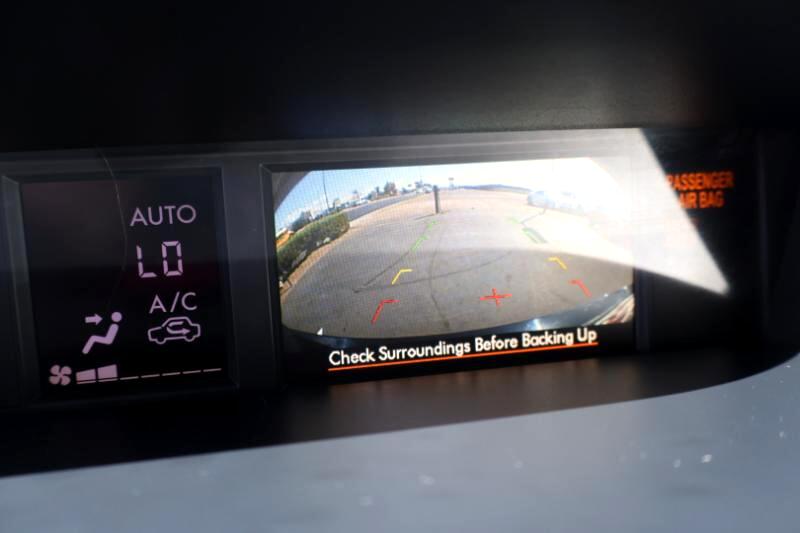 AUTO
LO
A/C
Check Surroundings Before Backing Up
PASSENGER
AIR BAG